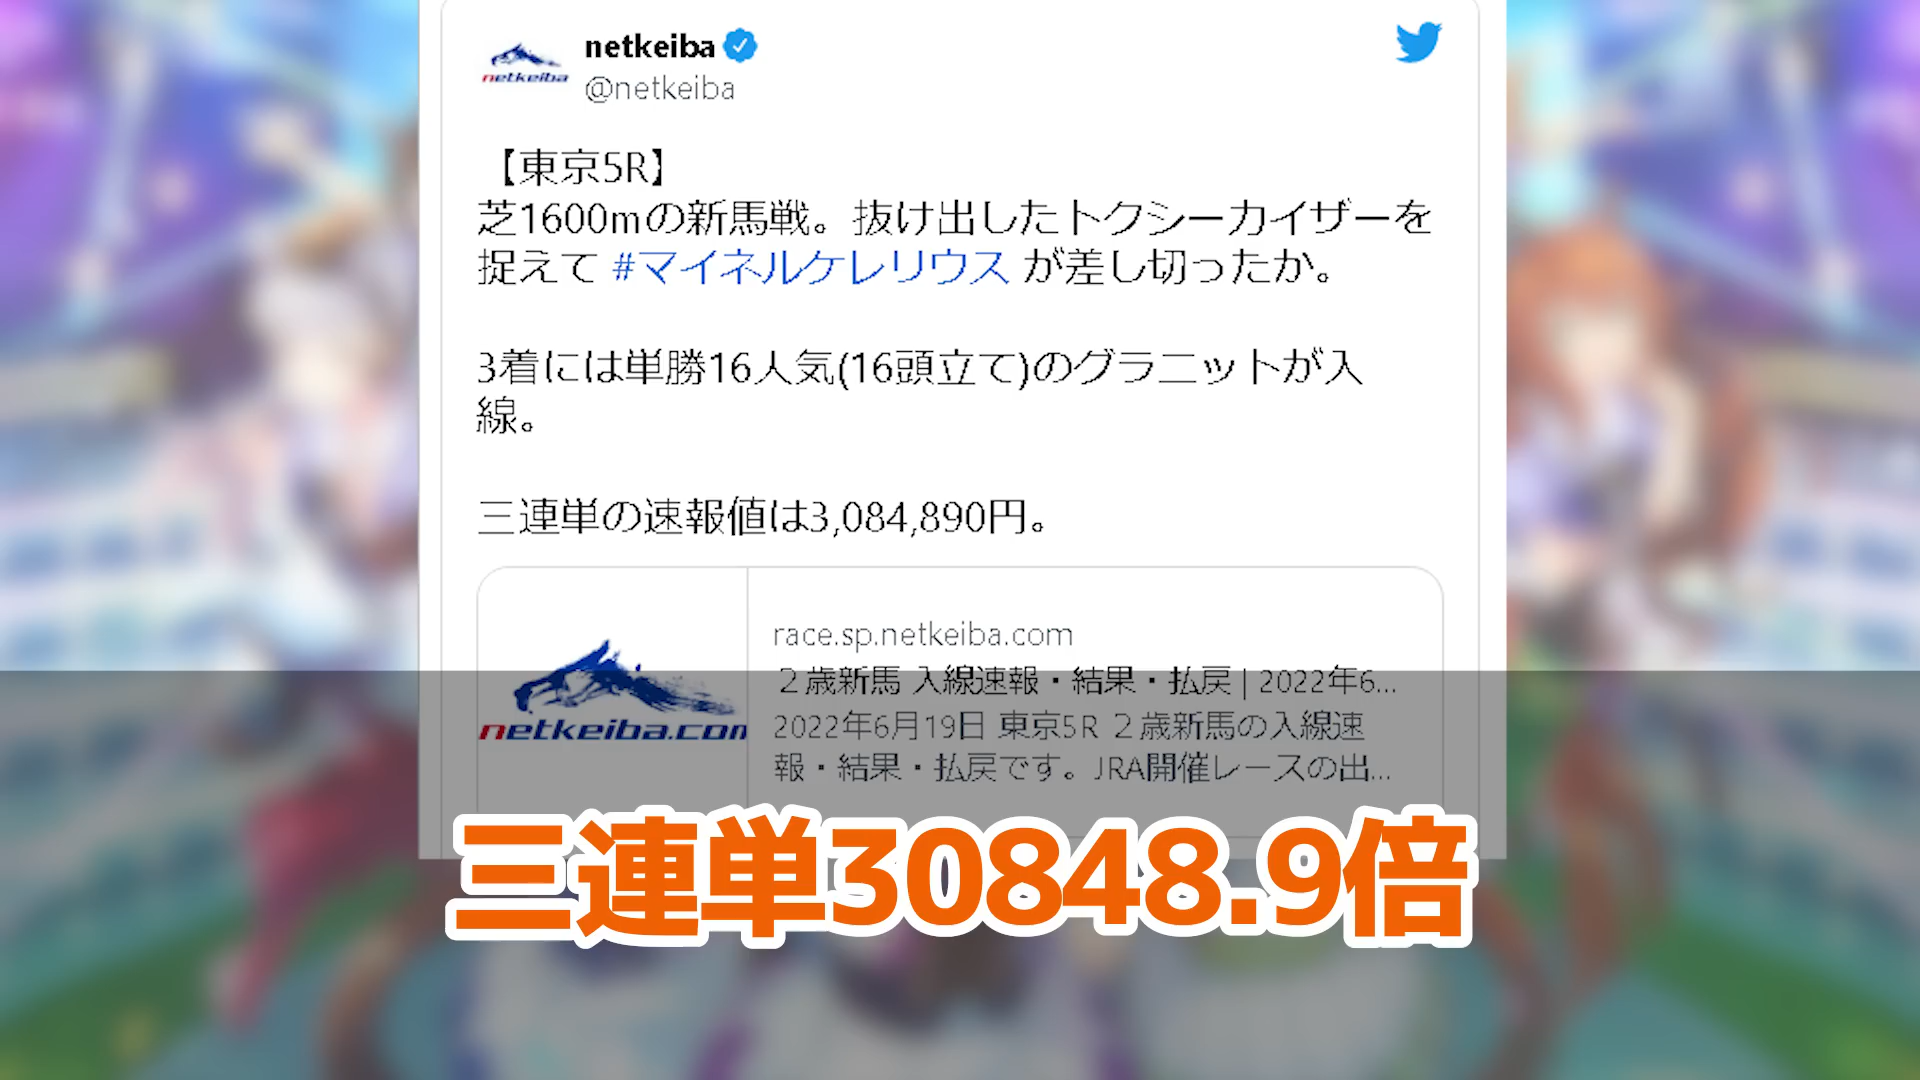 netkeiba
netkeiba
@netkeiba
【東京5R】
芝1600mの新馬戦。抜け出したトクシーカイザーを
捉えて #マイネルケレリウス が差し切ったか。
3着には単勝16人気(16頭立て)のグラニットが入
線。
三連単の速報値は3,084,890円。
race.sp.netkeiba.com
２歳新馬 入線速報・結果・払戻 | 2022年6...
netkeiba.com
2022年6月19日 東京5R ２歳新馬の入線速
報・結果・払戻です。JRA開催レースの出...
三連単30848.9倍